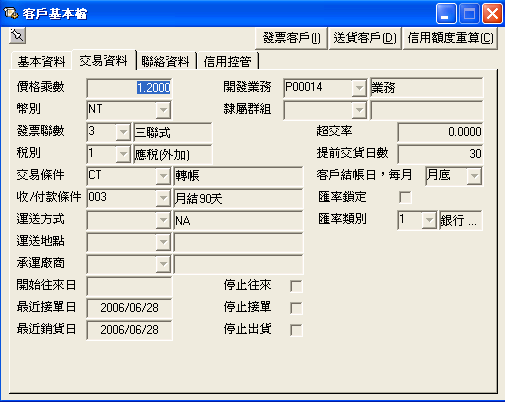 客戶基本檔
發票客戶(I) 送貨客戶(D) 信用額度重算(C)
基本資料 交易資料 聯絡資料 信用控管
價格乘數 1.2000 開發業務 P00014 業務
幣別 NT 隸屬群組
發票聯數 3 三聯式 超交率 0.0000
稅別 1 應稅(外加) 提前交貨日數 30
交易條件 CT 轉帳 客戶結帳日，每月 月底
收/付款條件 003 月結90天 匯率鎖定
運送方式 NA 匯率類別 1 銀行 ...
運送地點
承運廠商
開始往來日 停止往來
最近接單日 2006/06/28 停止接單
最近銷貨日 2006/06/28 停止出貨